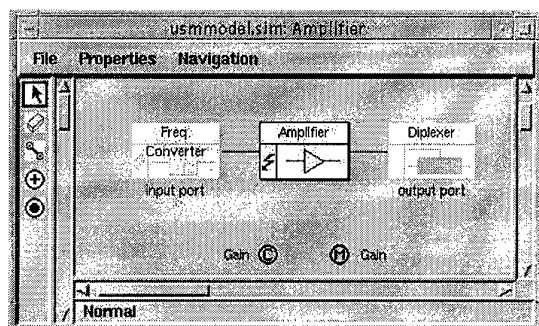 usmmodel.sim: Amplifier
File Properties Navigation
Freq. Converter
Amplifier
Diplexer
input port
output port
Gain C
M Gain
Normal